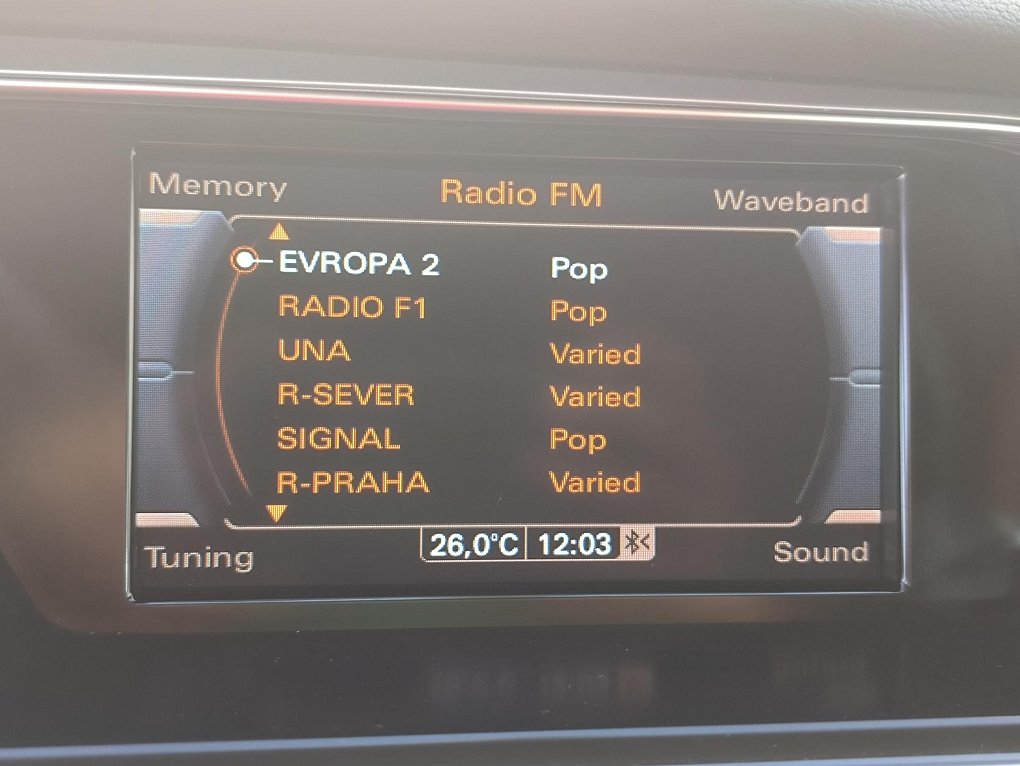 Memory Radio FM Waveband
EVROPA 2 Pop
RADIO F1 Pop
UNA Varied
R-SEVER Varied
SIGNAL Pop
R-PRAHA Varied
26,0°C 12:03
Tuning Sound